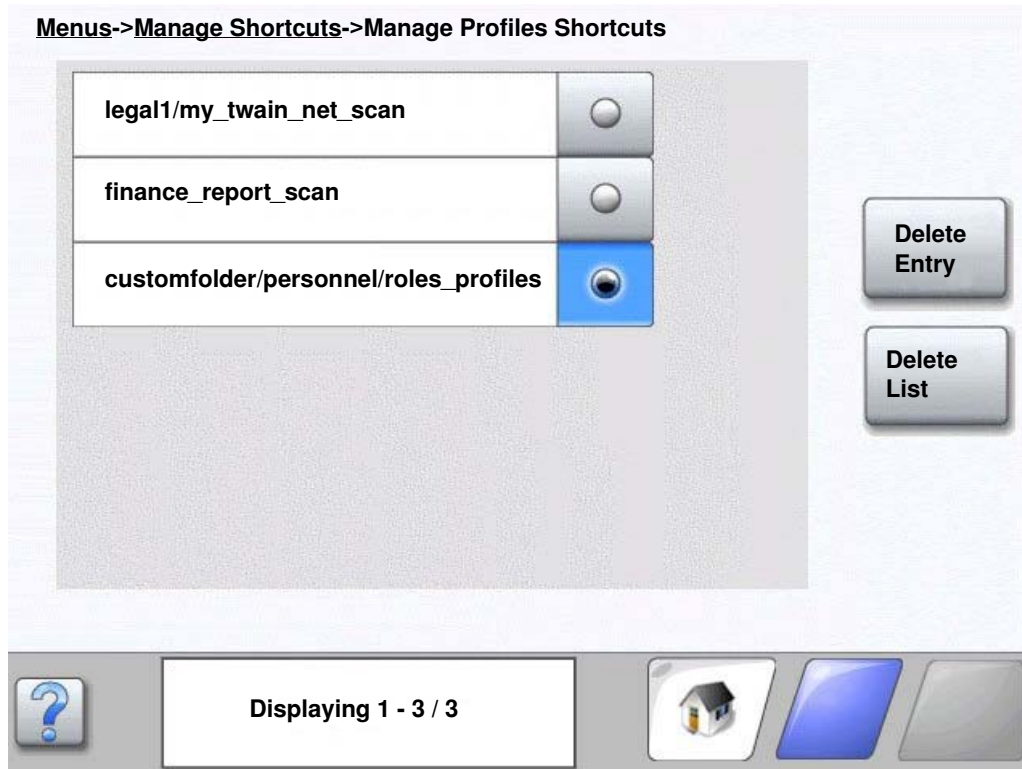 Menus->Manage Shortcuts->Manage Profiles Shortcuts
legal1/my_twain_net_scan
finance_report_scan
customfolder/personnel/roles_profiles
Delete
Entry
Delete
List
?
Displaying 1 - 3 / 3